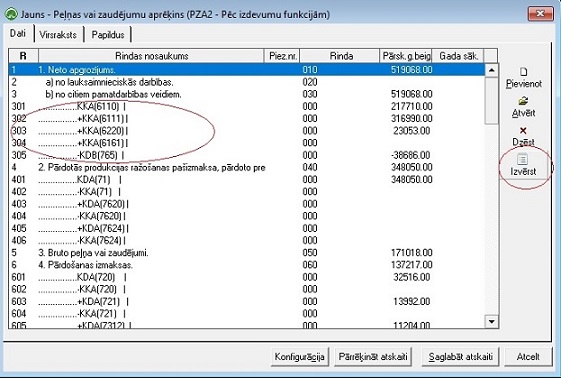 Jauns - Peļņas vai zaudējumu aprēķins (PZA2 - Pēc izdevumu funkcijām)
Dati Virsraksts Papildus
R Rindas nosaukums Piez.nr. Rinda Pārsk.g.beig Gada sāk.
1 1. Neto apgrozījums. 010 519068.00
2 a) no lauksaimnieciskās darbības. 020
3 b) no citiem pamatdarbības veidiem. 030 519068.00
301 ................KKA(6110) | 000 217710.00
302 ................+KKA(6111) | 000 316990.00
303 ................+KKA(6220) | 000 23053.00
304 ................+KKA(6161) | 000
305 ................-KDB(765) | 000 -38686.00
4 2. Pārdotās produkcijas ražošanas pašizmaksa, pārdoto pre 040 348050.00
401 ................KDA(71) | 000 348050.00
402 ................-KKA(71) | 000
403 ................+KDA(7620) | 000
404 ................-KKA(7620) | 000
405 ................+KDA(7624) | 000
406 ................-KKA(7624) | 000
5 3. Bruto peļņa vai zaudējumi. 050 171018.00
6 4. Pārdošanas izmaksas. 060 137217.00
601 ................KDA(720) | 000 32516.00
602 ................-KKA(720) | 000
603 ................+KDA(721) | 000 13992.00
604 ................-KKA(721) | 000
605 ................+KDA(7312) | 000 11204.00
Pievienot
Atvērt
Dzēst
Izvērst
Konfigurācija Pārrēķināt atskaiti Saglabāt atskaiti Atcelt